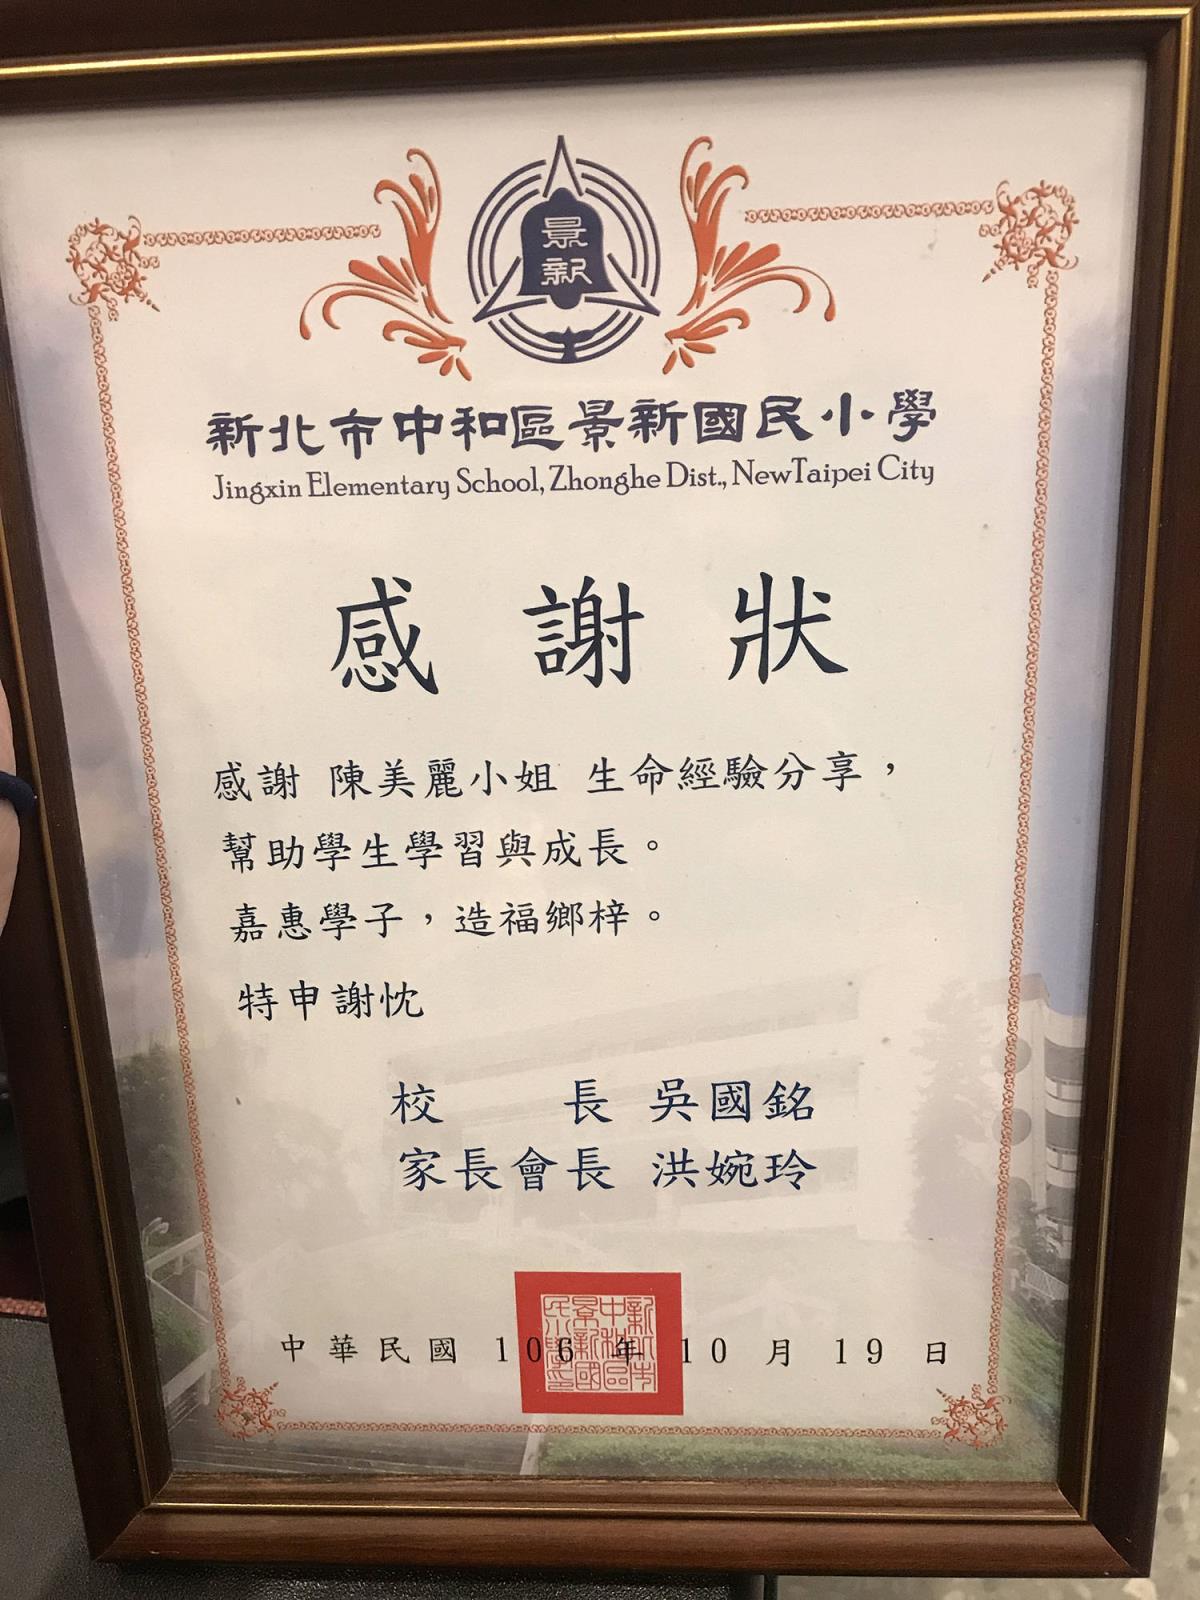 景
新
新北市中和區景新國民小學
Jingxin Elementary School, Zhonghe Dist., New Taipei City
感謝狀
感謝 陳美麗小姐 生命經驗分享，
幫助學生學習與成長。
嘉惠學子，造福鄉梓。
特申謝忱
校 長 吳國銘
家長會長 洪婉玲
中華民國 106 年 10 月 19 日